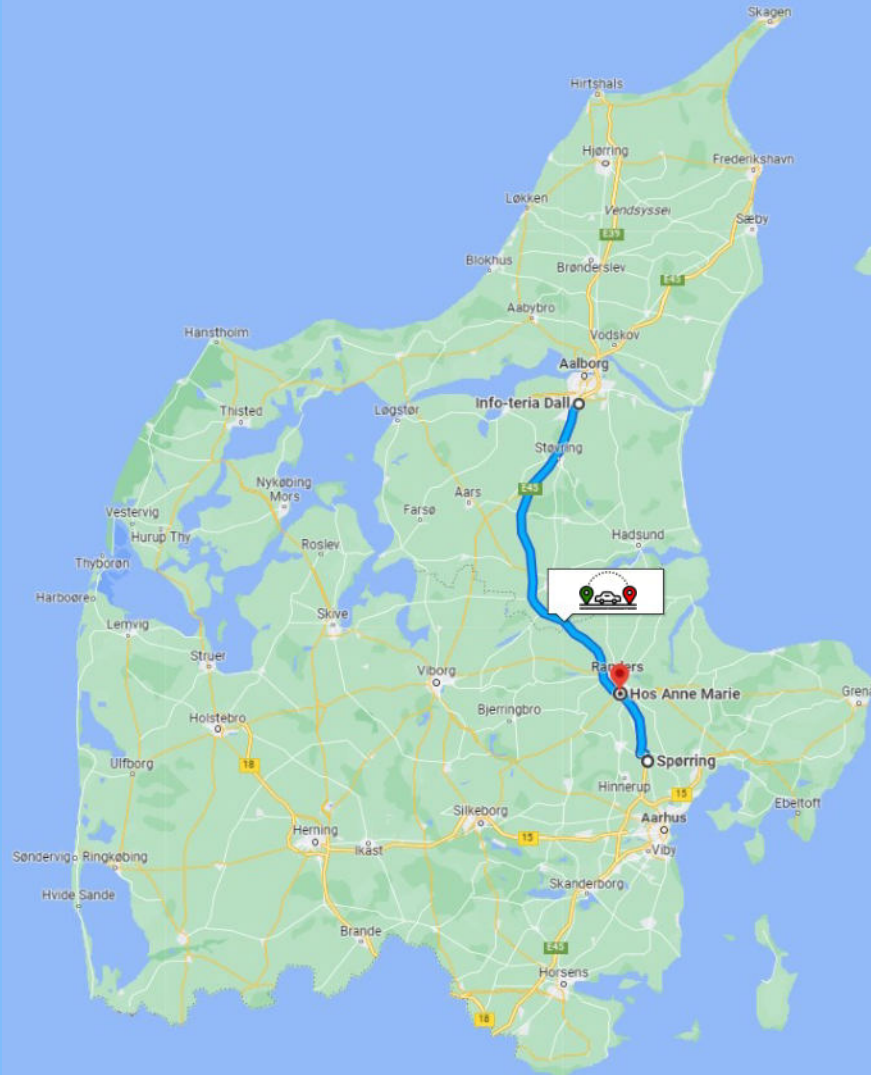 Skagen
Hirtshals
Hjørring
Frederikshavn
Løkken
Vendsyssel
Sæby
E39
Blokhus
Brønderslev
E45
Aabybro
Hanstholm
Vodskov
Aalborg
Info-teria Dall
Thisted
Løgstør
Støvring
Nykøbing
Mors
E45
Aars
Farsø
Vestervig
Hurup Thy
Hadsund
Roslev
Thyborøn
Harboøre
Skive
Lemvig
Struer
Randers
Viborg
Hos Anne Marie
Grena
Bjerringbro
Holstebro
Spørring
Ulfborg
18
Hinnerup
15
Ebeltoft
Silkeborg
Aarhus
Herning
15
Ikast
Viby
Søndervig
Ringkøbing
Skanderborg
Hvide Sande
Brande
E45
Horsens
18